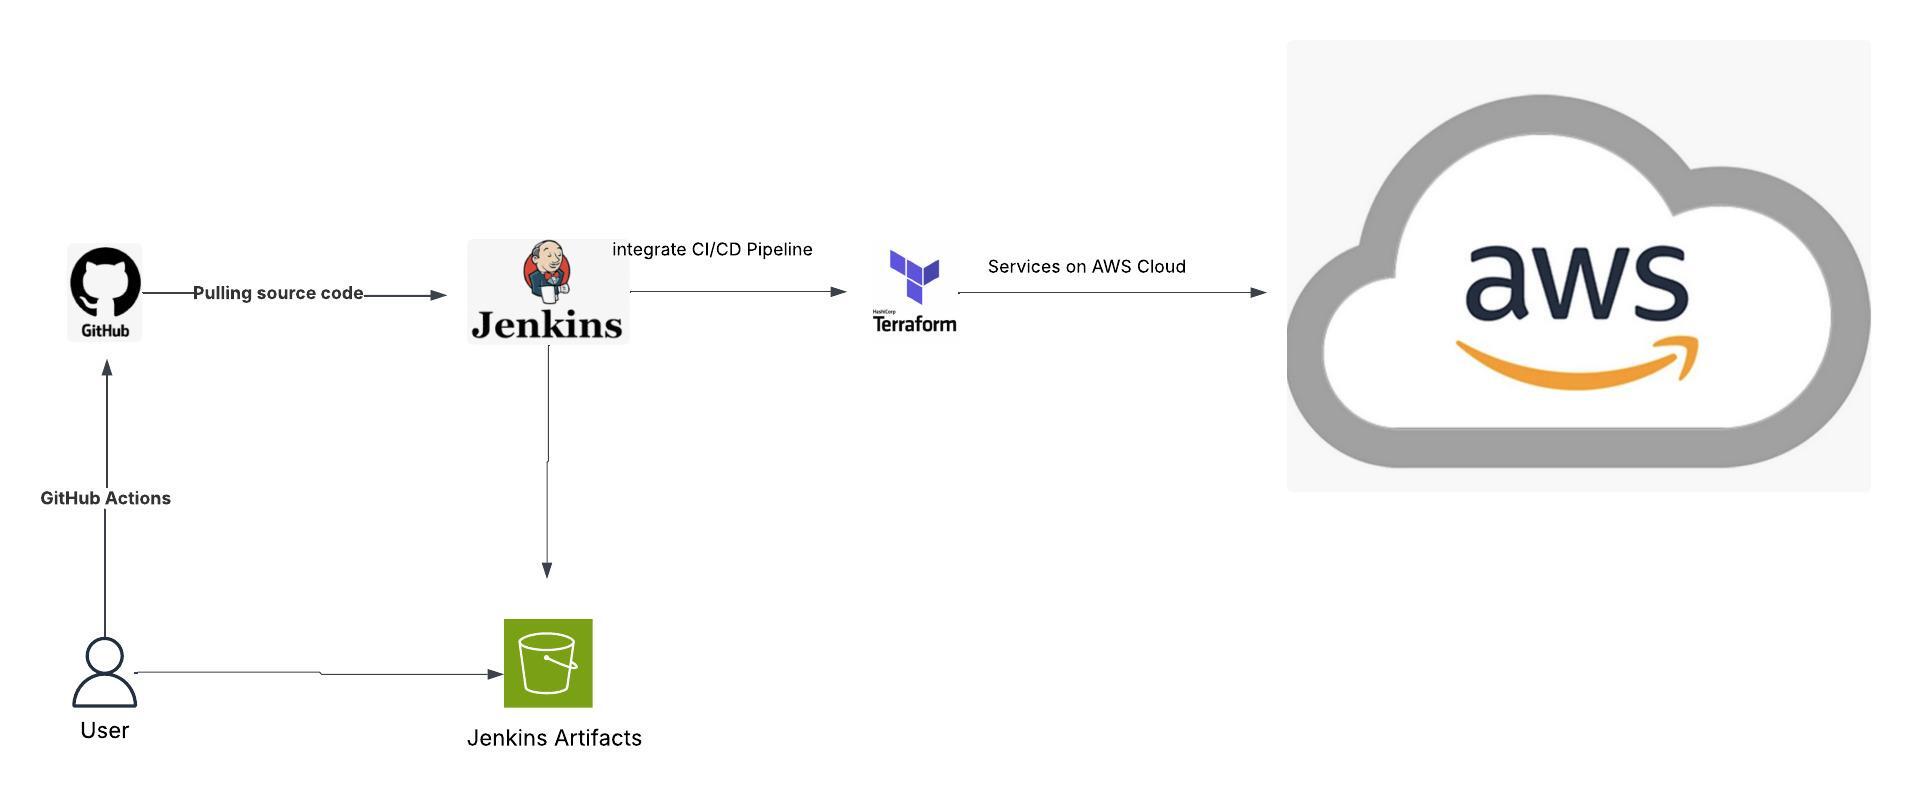 integrate CI/CD Pipeline
Services on AWS Cloud
aws
Pulling source code
GitHub
Jenkins
HashiCorp
Terraform
GitHub Actions
User
Jenkins Artifacts